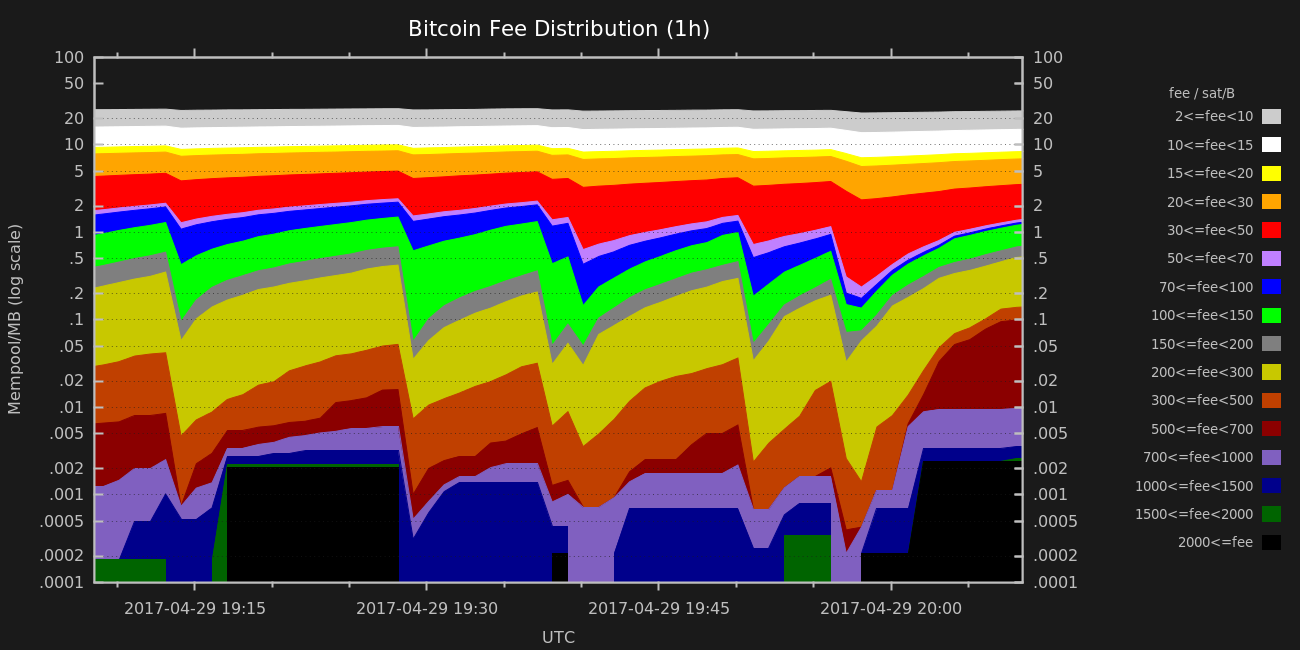 Bitcoin Fee Distribution (1h)
Mempool/MB (log scale)
100
50
20
10
5
2
1
.5
.2
.1
.05
.02
.01
.005
.002
.001
.0005
.0002
.0001
100
50
20
10
5
2
1
.5
.2
.1
.05
.02
.01
.005
.002
.001
.0005
.0002
.0001
2017-04-29 19:15
2017-04-29 19:30
2017-04-29 19:45
2017-04-29 20:00
UTC
fee / sat/B
2<=fee<10
10<=fee<15
15<=fee<20
20<=fee<30
30<=fee<50
50<=fee<70
70<=fee<100
100<=fee<150
150<=fee<200
200<=fee<300
300<=fee<500
500<=fee<700
700<=fee<1000
1000<=fee<1500
1500<=fee<2000
2000<=fee